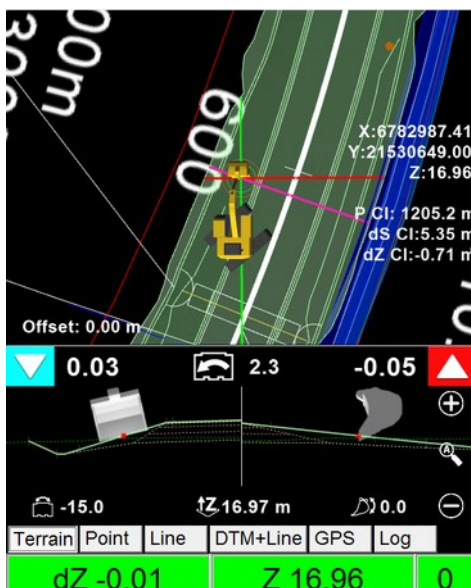 00m
300
600
X:6782987.41
Y:21530649.00
Z:16.96
P Cl: 1205.2 m
dS Cl:5.35 m
dZ Cl:-0.71 m
10.
Offset: 0.00 m
0.03 2.3 -0.05
-15.0 Z 16.97 m 0.0
Terrain Point Line DTM+Line GPS Log
dZ -0.01 Z 16.96 0